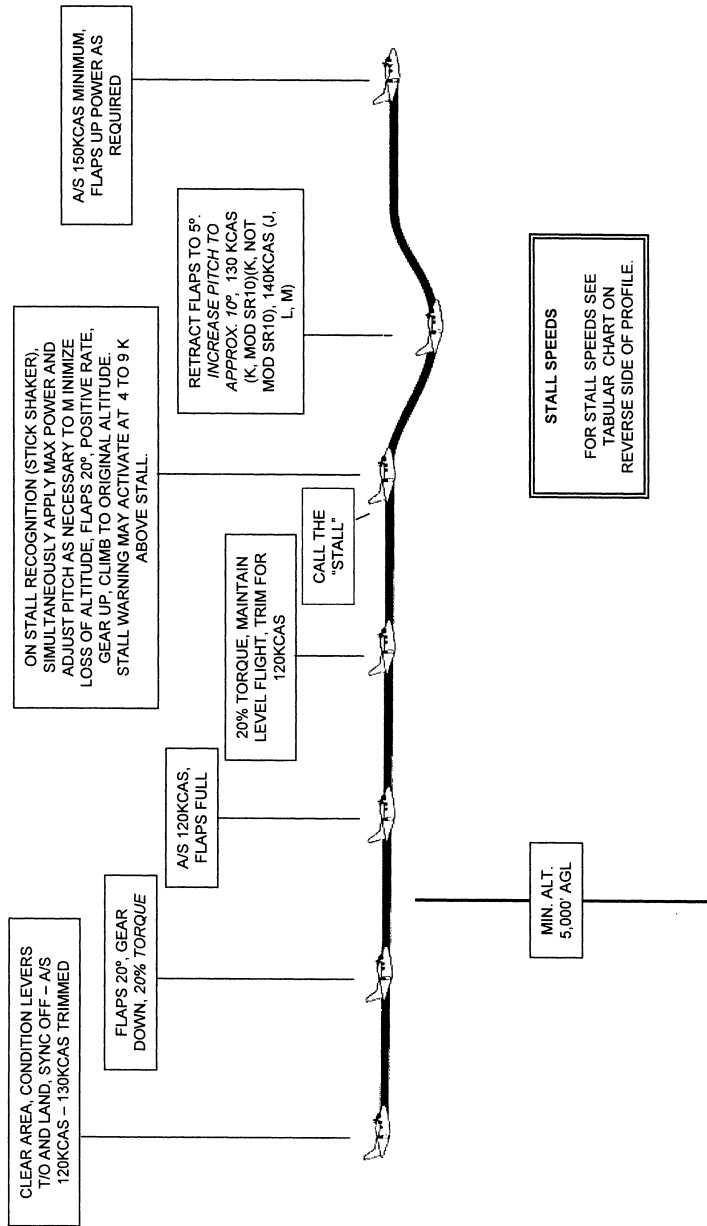 CLEAR AREA, CONDITION LEVERS
T/O AND LAND, SYNC OFF – A/S
120KCAS – 130KCAS TRIMMED
FLAPS 20º, GEAR
DOWN, 20% TORQUE
A/S 120KCAS,
FLAPS FULL
20% TORQUE, MAINTAIN
LEVEL FLIGHT, TRIM FOR
120KCAS
CALL THE
"STALL"
ON STALL RECOGNITION (STICK SHAKER),
SIMULTANEOUSLY APPLY MAX POWER AND
ADJUST PITCH AS NECESSARY TO M INIMIZE
LOSS OF ALTITUDE, FLAPS 20º, POSITIVE RATE,
GEAR UP, CLIMB TO ORIGINAL ALTITUDE.
STALL WARNING MAY ACTIVATE AT 4 TO 9 K
ABOVE STALL.
RETRACT FLAPS TO 5º.
INCREASE PITCH TO
APPROX. 10º, 130 KCAS
(K, MOD SR10)(K, NOT
MOD SR10), 140KCAS (J,
L, M)
A/S 150KCAS MINIMUM,
FLAPS UP POWER AS
REQUIRED
MIN. ALT.
5,000' AGL
STALL SPEEDS
FOR STALL SPEEDS SEE
TABULAR CHART ON
REVERSE SIDE OF PROFILE.